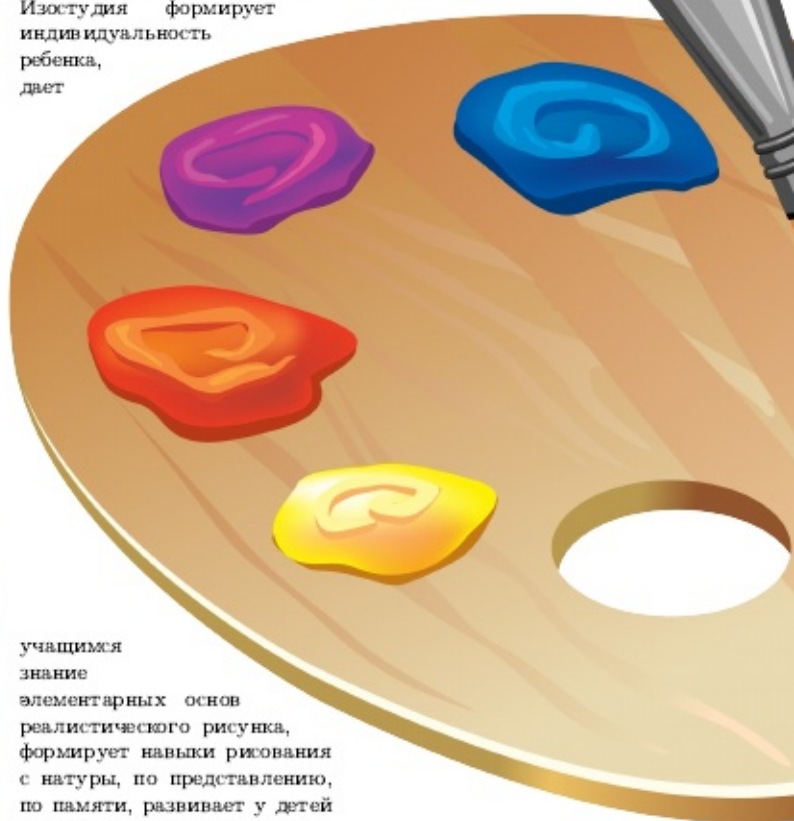 Изостудия формирует
индивидуальность
ребенка,
дает
учащимся
знание
элементарных основ
реалистического рисунка,
формирует навыки рисования
с натуры, по представлению,
по памяти, развивает у детей